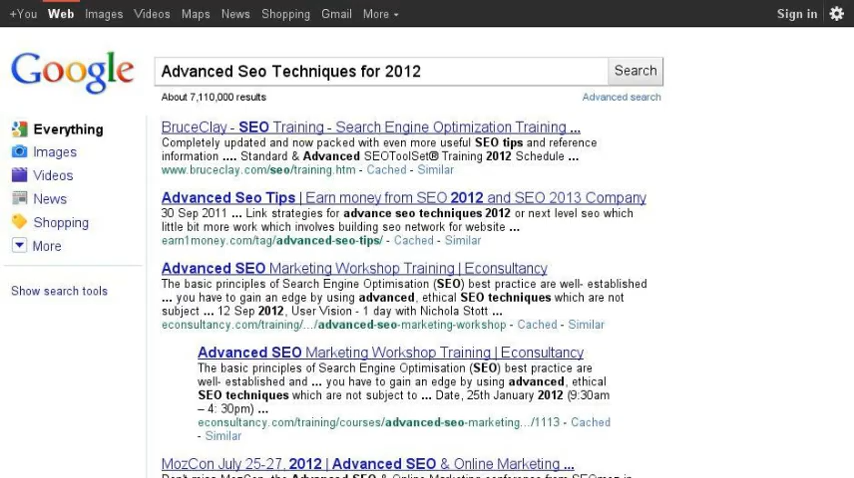 +You Web Images Videos Maps News Shopping Gmail More Sign in
Google
Advanced Seo Techniques for 2012 Search
About 7,110,000 results Advanced search
Everything
Images
Videos
News
Shopping
More
Show search tools
BruceClay - SEO Training - Search Engine Optimization Training ...
Completely updated and now packed with even more useful SEO tips and reference
information .... Standard & Advanced SEOToolSet® Training 2012 Schedule ...
www.bruceclay.com/seo/training.htm - Cached - Similar
Advanced Seo Tips | Earn money from SEO 2012 and SEO 2013 Company
30 Sep 2011 ... Link strategies for advance seo techniques 2012 or next level seo which
little bit more work which involves building seo network for website ...
earn1money.com/tag/advanced-seo-tips/ - Cached - Similar
Advanced SEO Marketing Workshop Training | Econsultancy
The basic principles of Search Engine Optimisation (SEO) best practice are well- established
... you have to gain an edge by using advanced, ethical SEO techniques which are not
subject ... 12 Sep 2012, User Vision - 1 day with Nichola Stott ...
econsultancy.com/training/.../advanced-seo-marketing-workshop - Cached - Similar
Advanced SEO Marketing Workshop Training | Econsultancy
The basic principles of Search Engine Optimisation (SEO) best practice are
well- established and ... you have to gain an edge by using advanced, ethical
SEO techniques which are not subject to ... Date, 25th January 2012 (9:30am
– 4: 30pm) ...
econsultancy.com/training/courses/advanced-seo-marketing.../1113 - Cached
- Similar
MozCon July 25-27, 2012 | Advanced SEO & Online Marketing ...
Don't miss MozCon, the Advanced SEO & Online Marketing conference from SEOmoz in